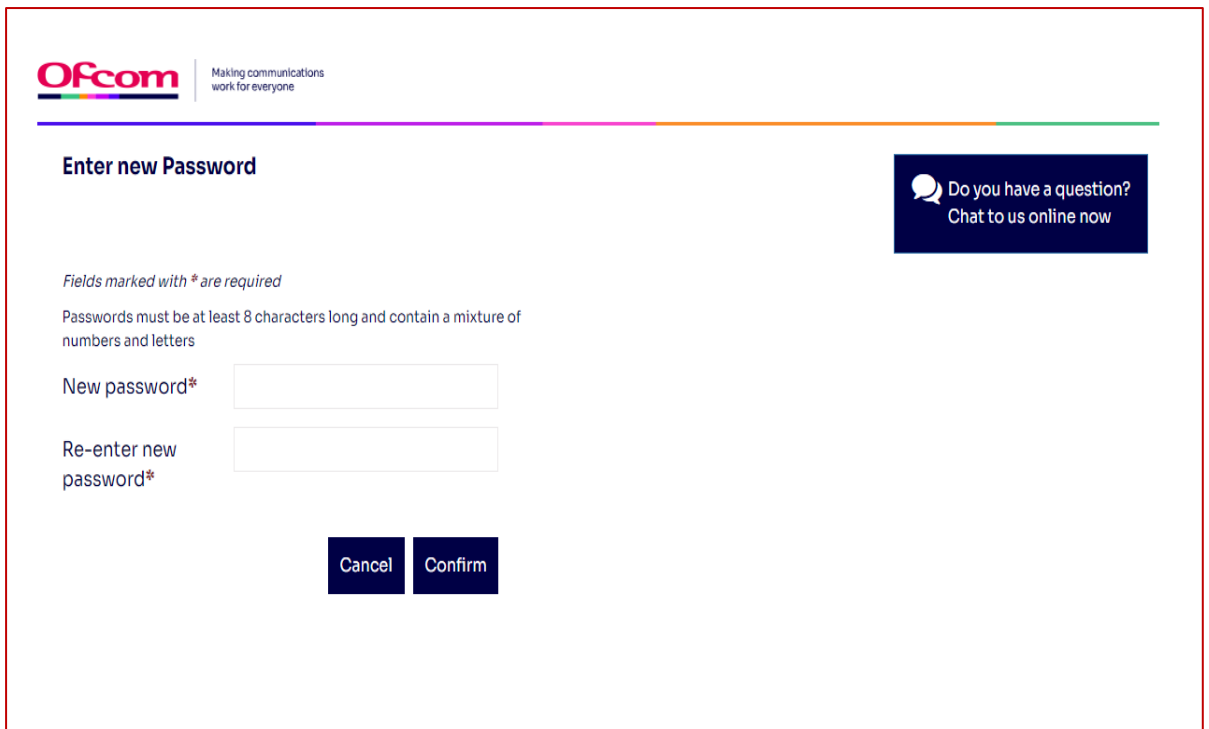 Ofcom
Making communications
work for everyone
Enter new Password
Do you have a question?
Chat to us online now
Fields marked with * are required
Passwords must be at least 8 characters long and contain a mixture of
numbers and letters
New password*
Re-enter new
password*
Cancel Confirm